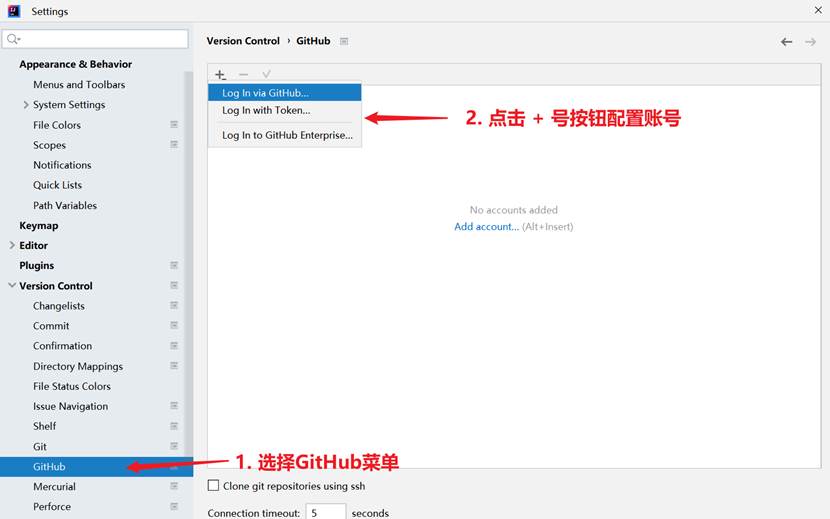 Settings
Version Control › GitHub
Appearance & Behavior
Menus and Toolbars
System Settings
File Colors
Scopes
Notifications
Quick Lists
Path Variables
Keymap
Editor
Plugins
Version Control
Changelists
Commit
Confirmation
Directory Mappings
File Status Colors
Issue Navigation
Shelf
Git
GitHub
Mercurial
Perforce
Log In via GitHub...
Log In with Token...
Log In to GitHub Enterprise...
2. 点击 + 号按钮配置账号
No accounts added
Add account... (Alt+Insert)
1. 选择GitHub菜单
Clone git repositories using ssh
Connection timeout: 5 seconds